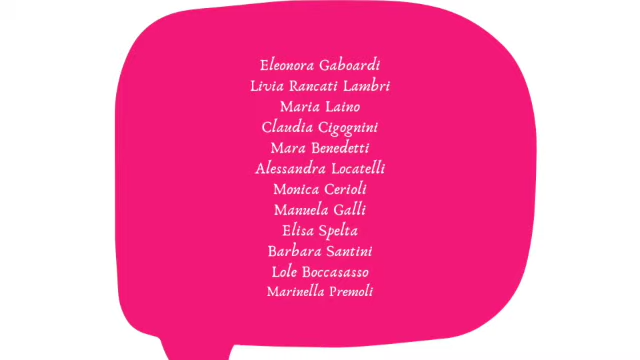 Eleonora Gaboardi
Livia Rancati Lambri
Maria Laino
Claudia Cigognini
Mara Benedetti
Alessandra Locatelli
Monica Cerioli
Manuela Galli
Elisa Spelta
Barbara Santini
Lole Boccasasso
Marinella Premoli